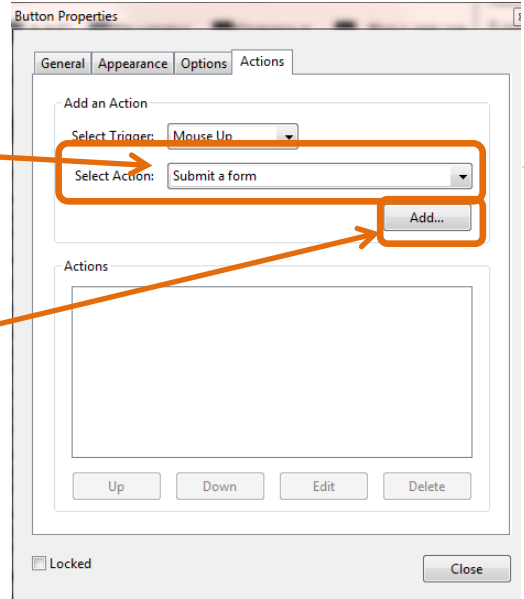 Button Properties
General Appearance Options Actions
Add an Action
Select Trigger: Mouse Up
Select Action: Submit a form
Add...
Actions
Up Down Edit Delete
Locked
Close